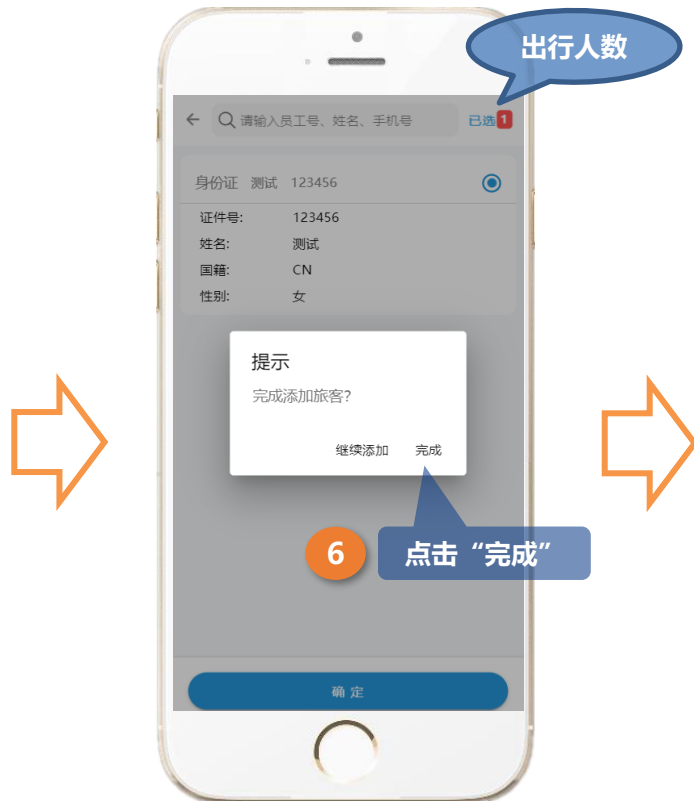 出行人数
请输入员工号、姓名、手机号 已选 1
身份证 测试 123456
证件号: 123456
姓名: 测试
国籍: CN
性别: 女
提示
完成添加旅客?
继续添加 完成
6 点击“完成”
确 定